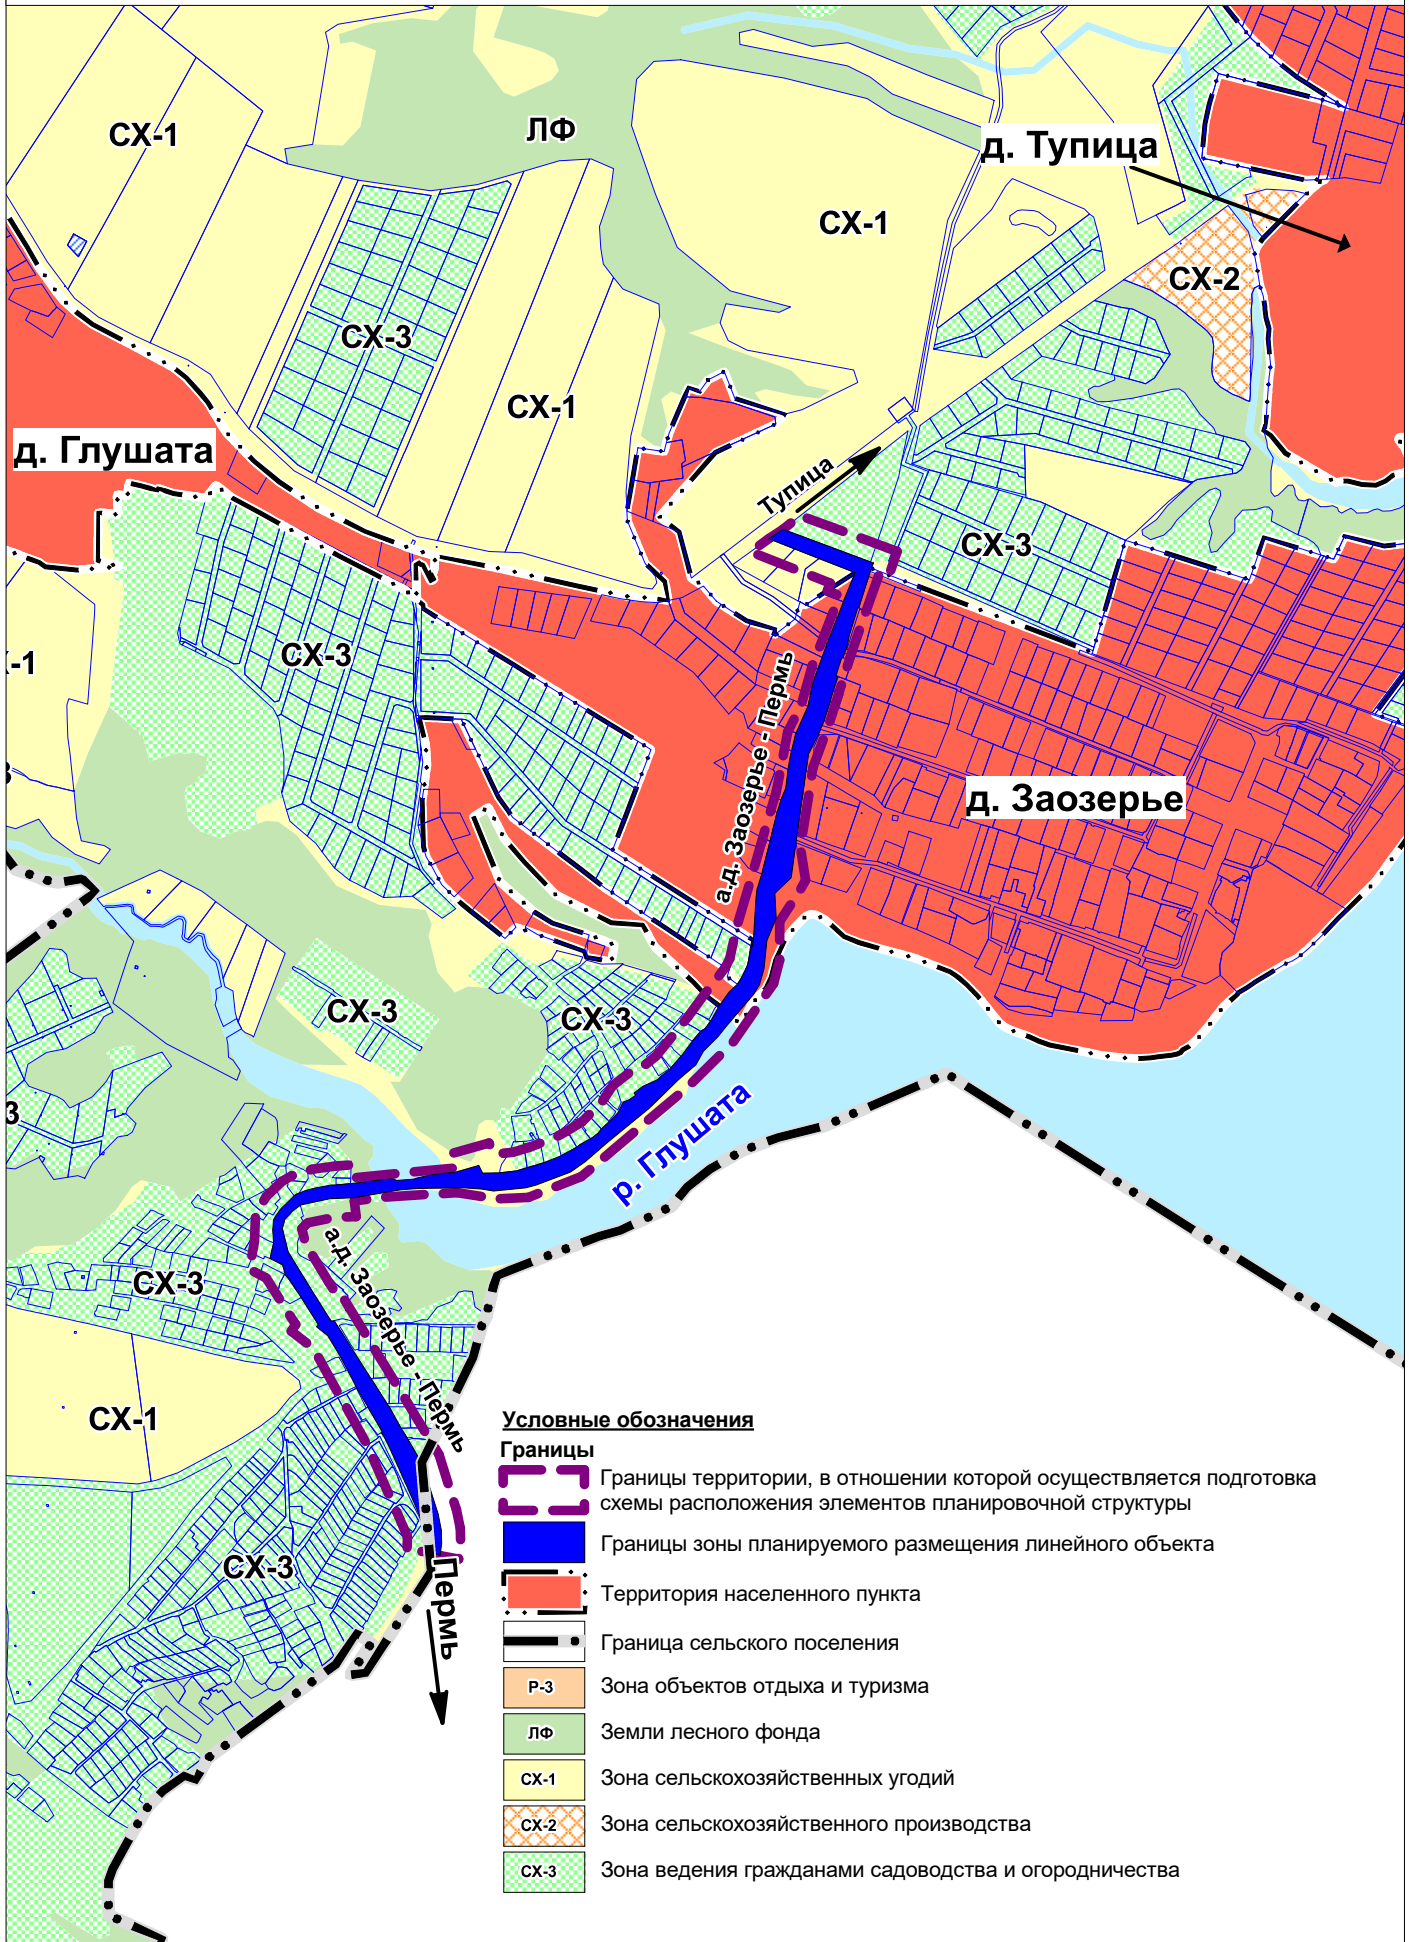 СХ-1
ЛФ
д. Тупица
СХ-1
СХ-2
СХ-3
СХ-1
д. Глушата
Тупица
СХ-3
СХ-3
-1
а.д. Заозерье - Пермь
д. Заозерье
СХ-3
СХ-3
3
р. Глушата
СХ-3
а.д. Заозерье - Пермь
СХ-1
СХ-3
Пермь
Условные обозначения
Границы
Границы территории, в отношении которой осуществляется подготовка
схемы расположения элементов планировочной структуры
Границы зоны планируемого размещения линейного объекта
Территория населенного пункта
Граница сельского поселения
Р-3 Зона объектов отдыха и туризма
ЛФ Земли лесного фонда
СХ-1 Зона сельскохозяйственных угодий
СХ-2 Зона сельскохозяйственного производства
СХ-3 Зона ведения гражданами садоводства и огородничества